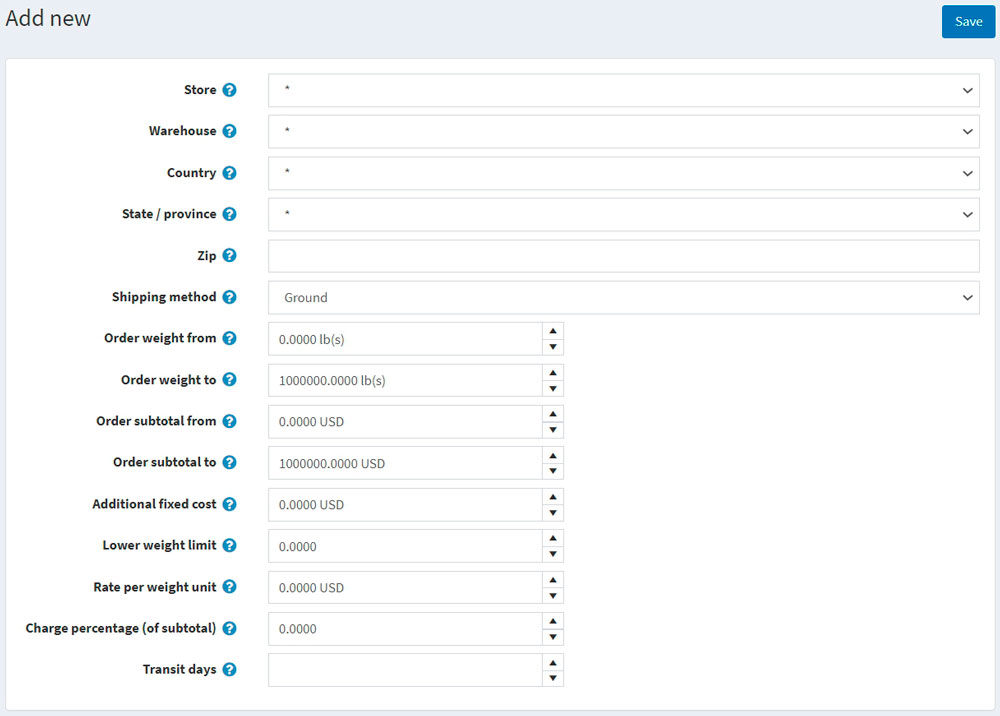 Add new
Save
Store ?
*
Warehouse ?
*
Country ?
*
State / province ?
*
Zip ?
Shipping method ?
Ground
Order weight from ?
0.0000 lb(s)
Order weight to ?
1000000.0000 lb(s)
Order subtotal from ?
0.0000 USD
Order subtotal to ?
1000000.0000 USD
Additional fixed cost ?
0.0000 USD
Lower weight limit ?
0.0000
Rate per weight unit ?
0.0000 USD
Charge percentage (of subtotal) ?
0.0000
Transit days ?